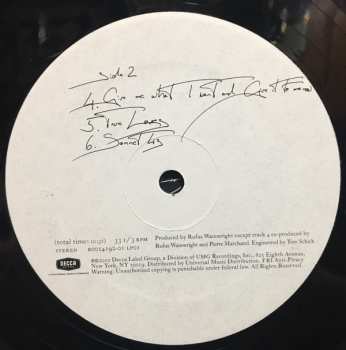 Side 2
4. Give me what I want and Give it to me now!
5. True Loves
6. Sonnet 43
(total time: 10:32) 33 1/3 RPM
STEREO B0014192-01 LP02
Produced by Rufus Wainwright except track 4 co-produced by
Rufus Wainwright and Pierre Marchand. Engineered by Tom Schick
DECCA
℗©2010 Decca Label Group, a Division of UMG Recordings, Inc., 825 Eighth Avenue,
New York, NY 10019. Distributed by Universal Music Distribution. FBI Anti-Piracy
Warning: Unauthorized copying is punishable under federal law. All Rights Reserved.